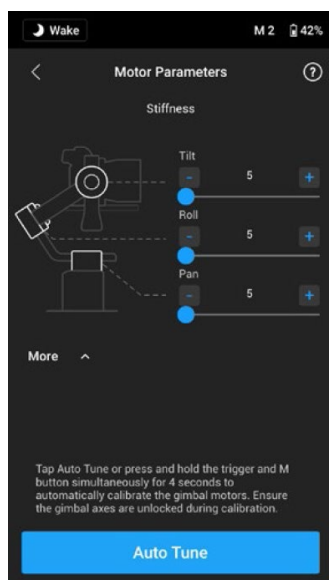 Wake M 2 42%
Motor Parameters ?
Stiffness
Tilt
- 5 +
Roll
- 5 +
Pan
- 5 +
More
Tap Auto Tune or press and hold the trigger and M
button simultaneously for 4 seconds to
automatically calibrate the gimbal motors. Ensure
the gimbal axes are unlocked during calibration.
Auto Tune